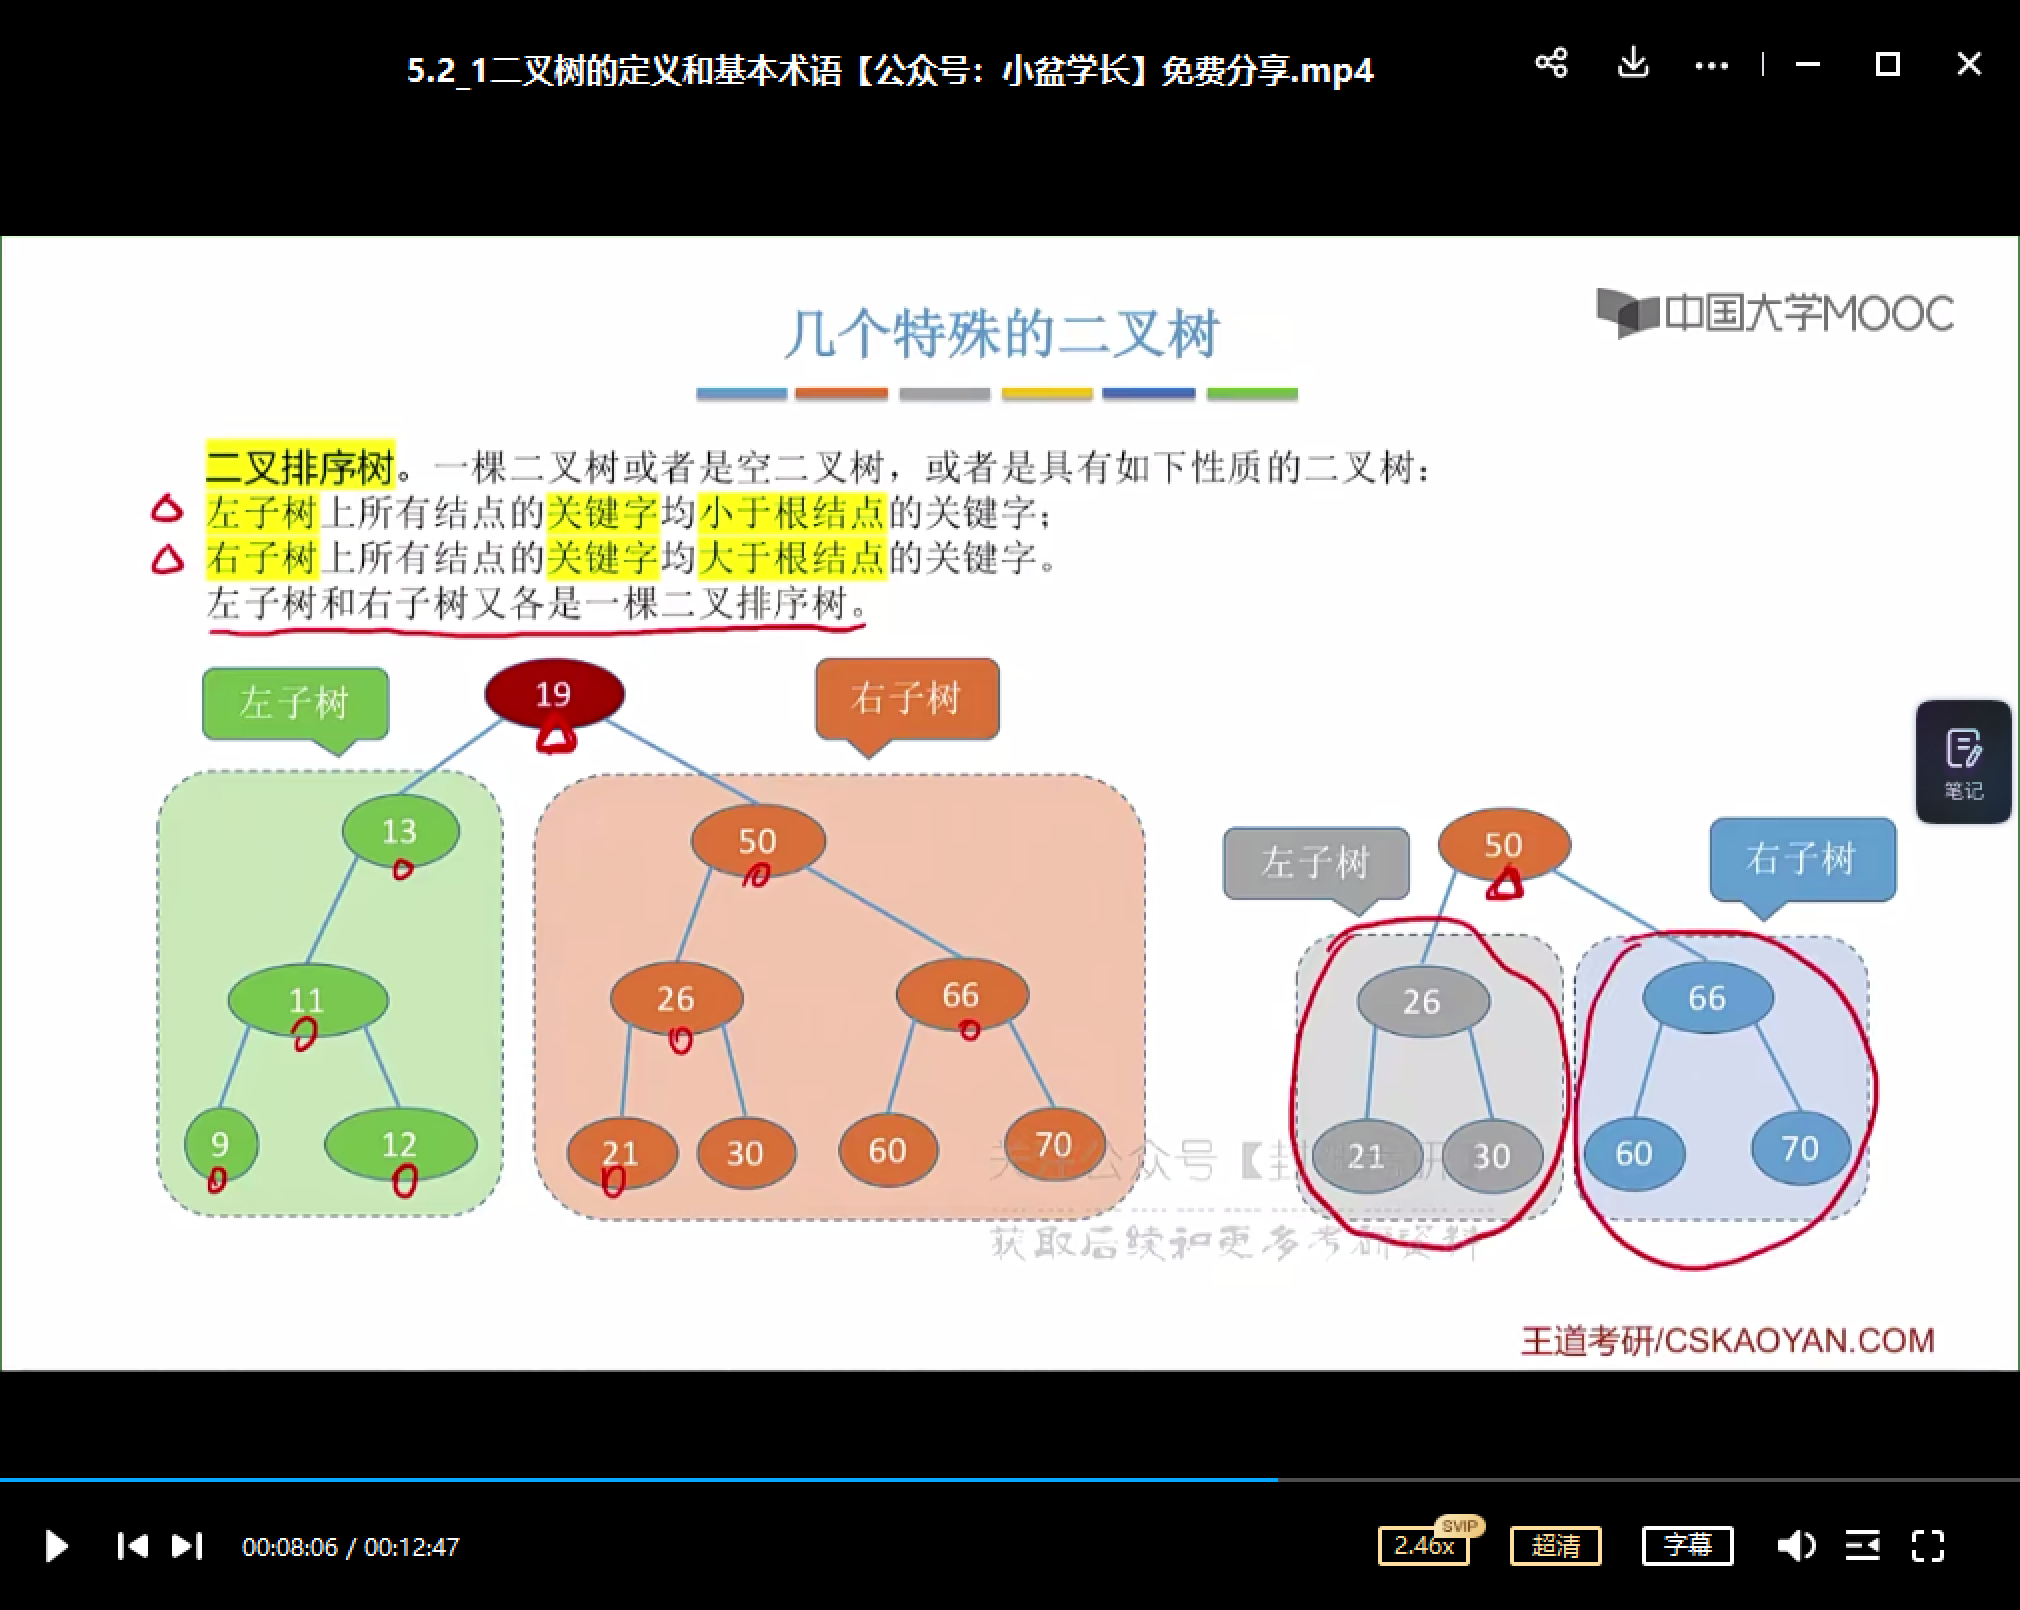 5.2_1二叉树的定义和基本术语【公众号：小盆学长】免费分享.mp4
中国大学MOOC
几个特殊的二叉树
二叉排序树。一棵二叉树或者是空二叉树，或者是具有如下性质的二叉树：
左子树上所有结点的关键字均小于根结点的关键字；
右子树上所有结点的关键字均大于根结点的关键字。
左子树和右子树又各是一棵二叉排序树。
左子树
19
右子树
13
50
11
26
66
9
12
21
30
60
70
左子树
50
右子树
26
66
21
30
60
70
笔记
关注公众号【封
获取后续和更多考研资料
王道考研/CSKAOYAN.COM
00:08:06 / 00:12:47
2.46x
SVIP
超清
字幕